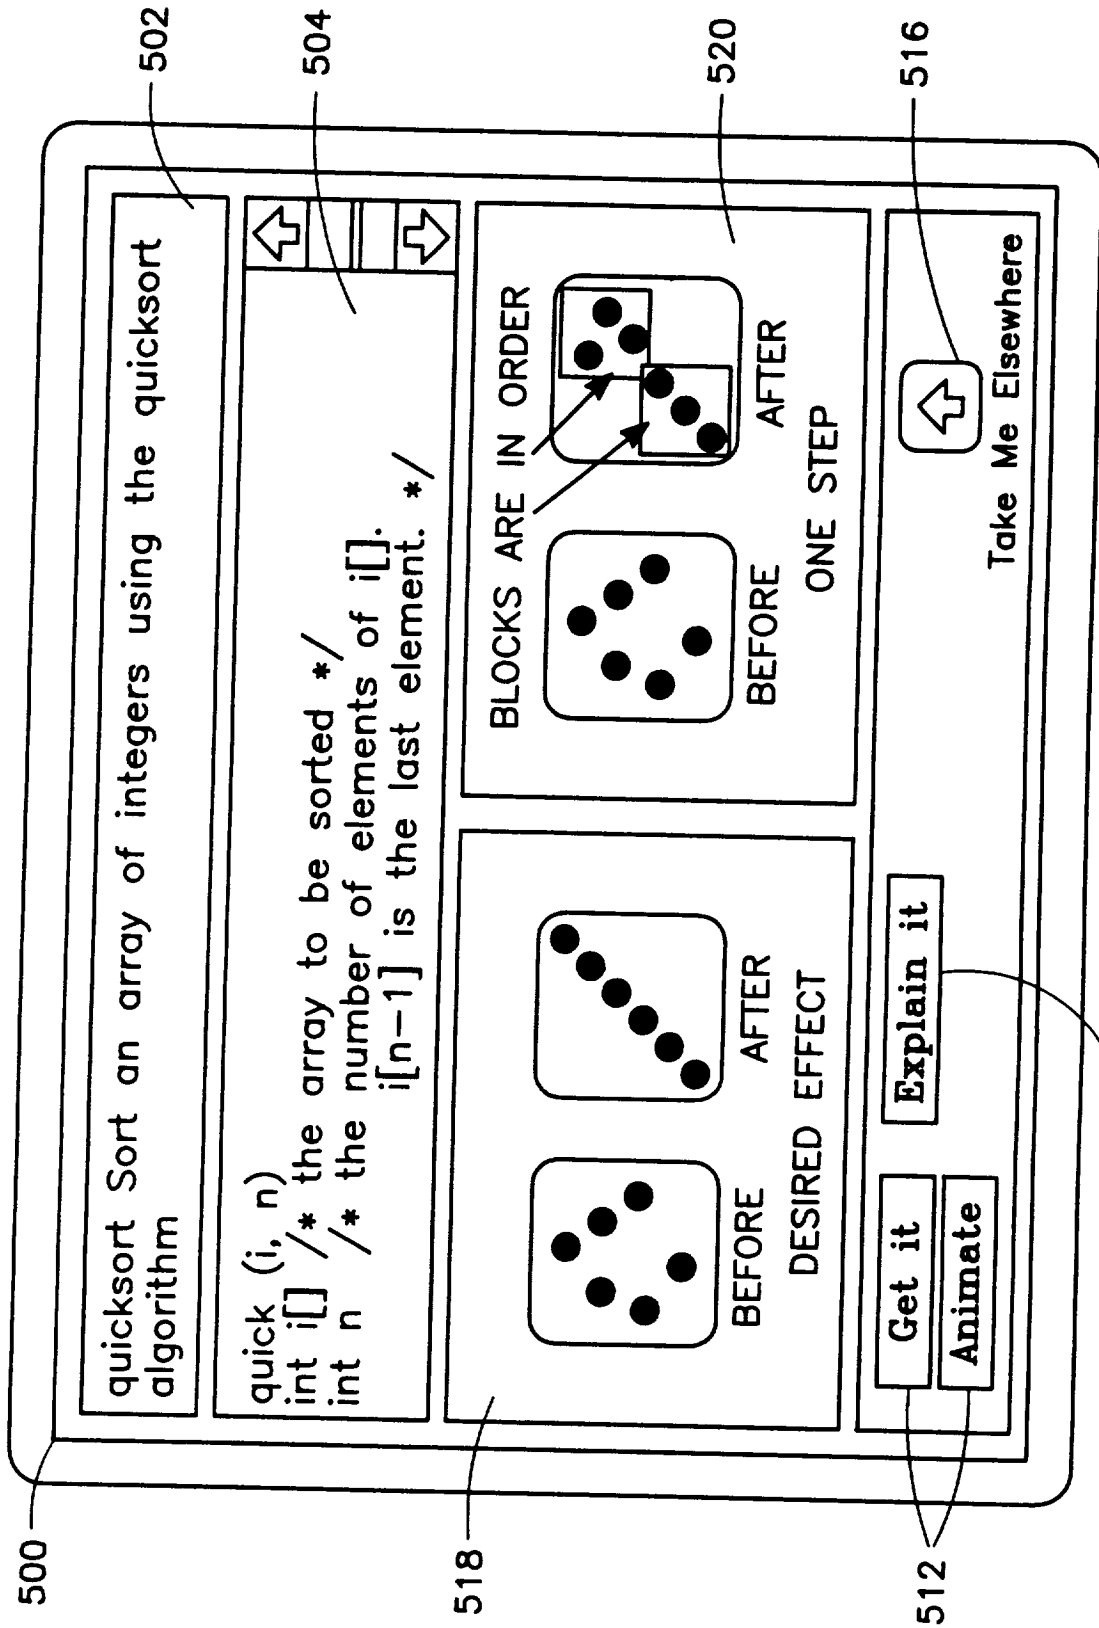 500
502
quicksort Sort an array of integers using the quicksort
algorithm
504
quick (i, n)
int i[] /* the array to be sorted */
int n /* the number of elements of i[].
i[n-1] is the last element. */
518
BEFORE
AFTER
DESIRED EFFECT
520
BLOCKS ARE IN ORDER
BEFORE
AFTER
ONE STEP
512
Get it
Animate
Explain it
516
Take Me Elsewhere